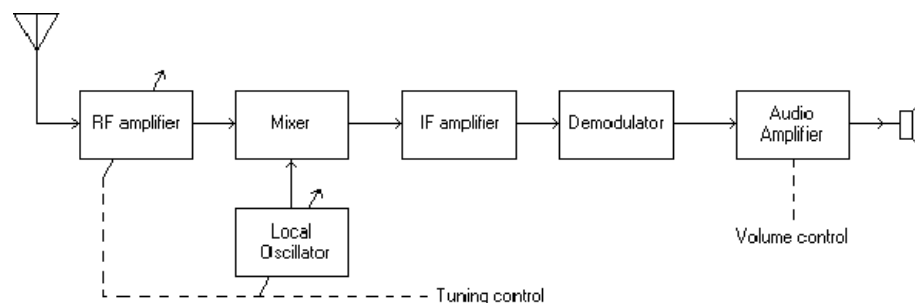 RF amplifier
Mixer
IF amplifier
Demodulator
Audio
Amplifier
Local
Oscillator
Volume control
Tuning control